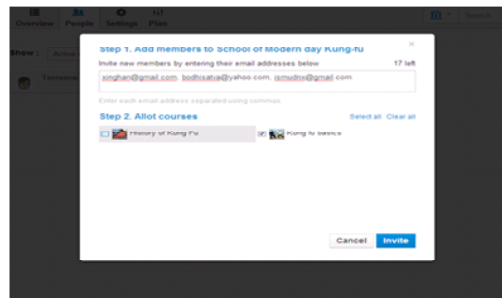 Overview People Settings Plan
Search
Show : Active
Step 1. Add members to School of Modern day Kung-fu
Invite new members by entering their email addresses below 17 left
xinghan@gmail.com, bodhisatva@yahoo.com, ismudnx@gmail.com
Enter each email address separated using commas.
Step 2. Allot courses Select all Clear all
History of Kung Fu Kung fu basics
Cancel Invite